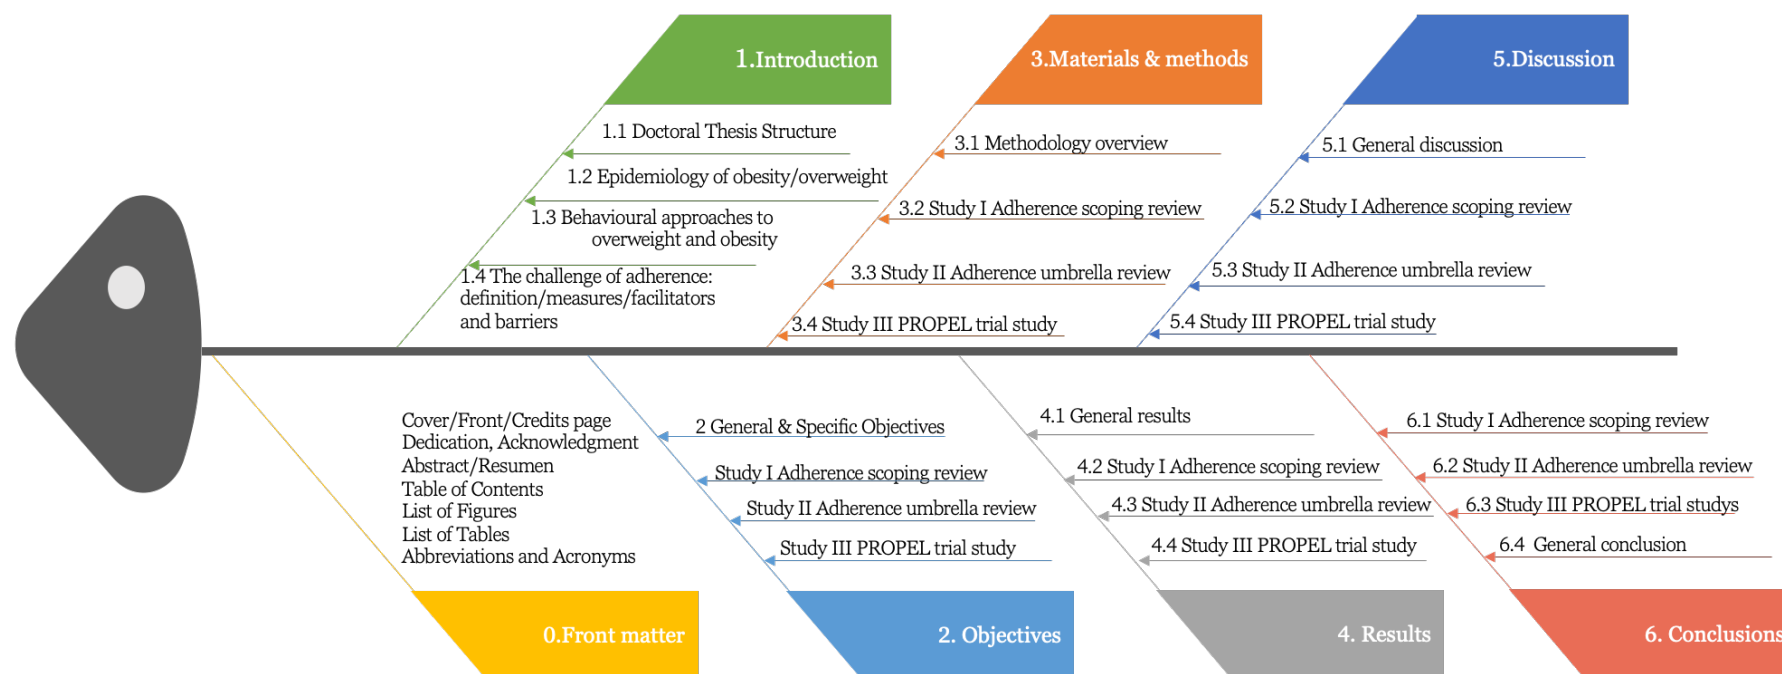 1.Introduction
1.1 Doctoral Thesis Structure
1.2 Epidemiology of obesity/overweight
1.3 Behavioural approaches to
overweight and obesity
1.4 The challenge of adherence:
definition/measures/facilitators
and barriers
3.Materials & methods
3.1 Methodology overview
3.2 Study I Adherence scoping review
3.3 Study II Adherence umbrella review
3.4 Study III PROPEL trial study
5.Discussion
5.1 General discussion
5.2 Study I Adherence scoping review
5.3 Study II Adherence umbrella review
5.4 Study III PROPEL trial study
Cover/Front/Credits page
Dedication, Acknowledgment
Abstract/Resumen
Table of Contents
List of Figures
List of Tables
Abbreviations and Acronyms
0.Front matter
2 General & Specific Objectives
Study I Adherence scoping review
Study II Adherence umbrella review
Study III PROPEL trial study
2. Objectives
4.1 General results
4.2 Study I Adherence scoping review
4.3 Study II Adherence umbrella review
4.4 Study III PROPEL trial study
4. Results
6.1 Study I Adherence scoping review
6.2 Study II Adherence umbrella review
6.3 Study III PROPEL trial studys
6.4 General conclusion
6. Conclusions